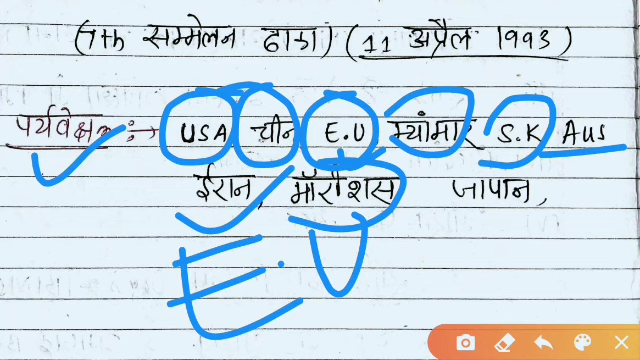 (7th सम्मेलन ढाका) (11 अप्रैल 1993)
पर्यवेक्षक :→ USA चीन E.U म्यांमार S.K Aus
ईरान, मॉरीशस जापान,
E.U